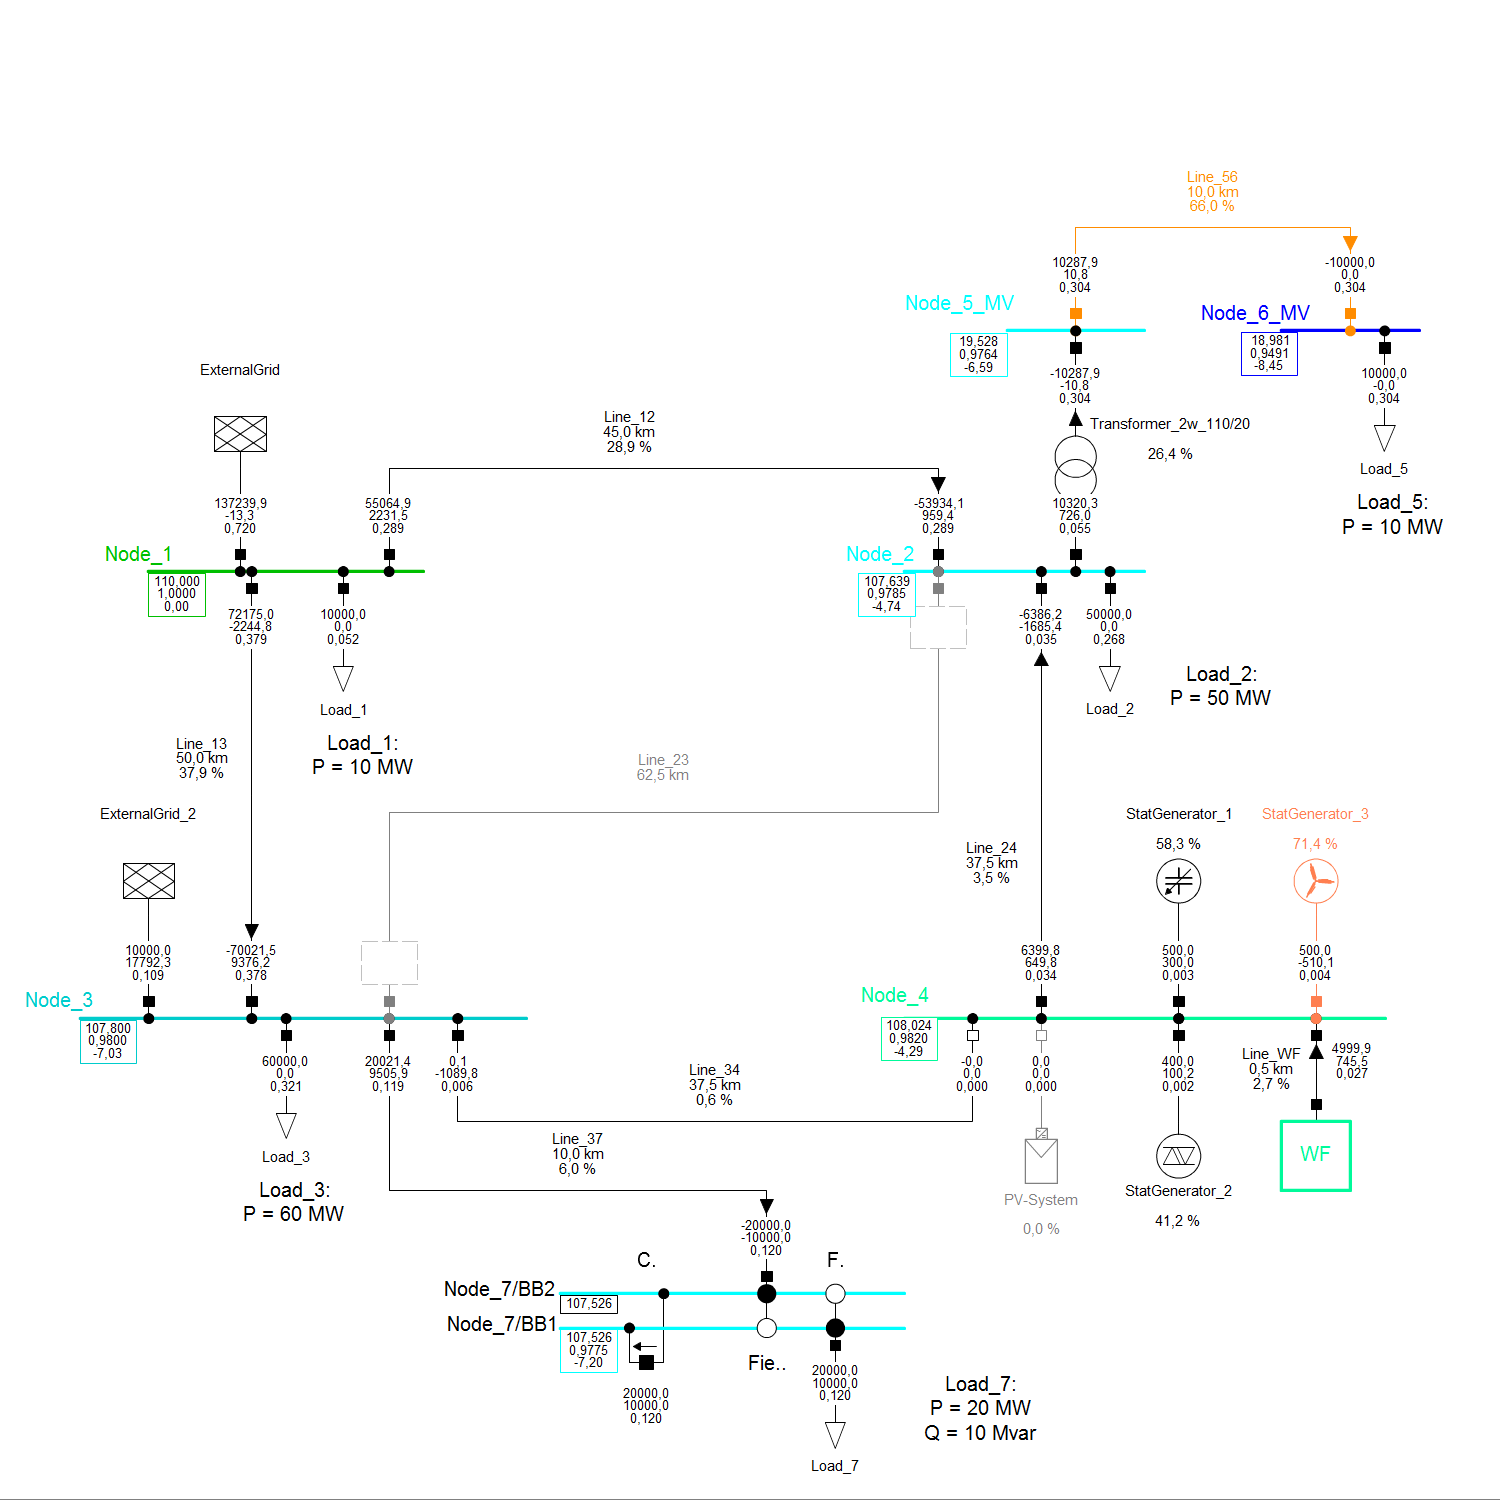 Line_56
10,0 km
66,0 %
10287,9
10,8
0,304
-10000,0
0,0
0,304
Node_5_MV
19,528
0,9764
-6,59
Node_6_MV
18,981
0,9491
-8,45
-10287,9
-10,8
0,304
10000,0
-0,0
0,304
Transformer_2w_110/20
26,4 %
Load_5
Load_5:
P = 10 MW
ExternalGrid
Line_12
45,0 km
28,9 %
137239,9
-13,3
0,720
55064,9
2231,5
0,289
-53934,1
959,4
0,289
10320,3
726,0
0,055
Node_1
110,000
1,0000
0,00
Node_2
107,639
0,9785
-4,74
72175,0
-2244,8
0,379
10000,0
0,0
0,052
-6386,2
-1685,4
0,035
50000,0
0,0
0,268
Load_1
Load_1:
P = 10 MW
Load_2
Load_2:
P = 50 MW
Line_13
50,0 km
37,9 %
Line_23
62,5 km
Line_24
37,5 km
3,5 %
ExternalGrid_2
StatGenerator_1
58,3 %
StatGenerator_3
71,4 %
10000,0
17792,3
0,109
-70021,5
9376,2
0,378
6399,8
649,8
0,034
500,0
300,0
0,003
500,0
-510,1
0,004
Node_3
107,800
0,9800
-7,03
Node_4
108,024
0,9820
-4,29
60000,0
0,0
0,321
20021,4
9505,9
0,119
0,1
-1089,8
0,006
-0,0
0,0
0,000
0,0
0,0
0,000
400,0
100,2
0,002
Line_WF
0,5 km
2,7 %
4999,9
745,5
0,027
Line_34
37,5 km
0,6 %
Line_37
10,0 km
6,0 %
Load_3
Load_3:
P = 60 MW
PV-System
0,0 %
StatGenerator_2
41,2 %
WF
-20000,0
-10000,0
0,120
C.
F.
Node_7/BB2
107,526
Node_7/BB1
107,526
0,9775
-7,20
Fie..
20000,0
10000,0
0,120
20000,0
10000,0
0,120
Load_7
Load_7:
P = 20 MW
Q = 10 Mvar